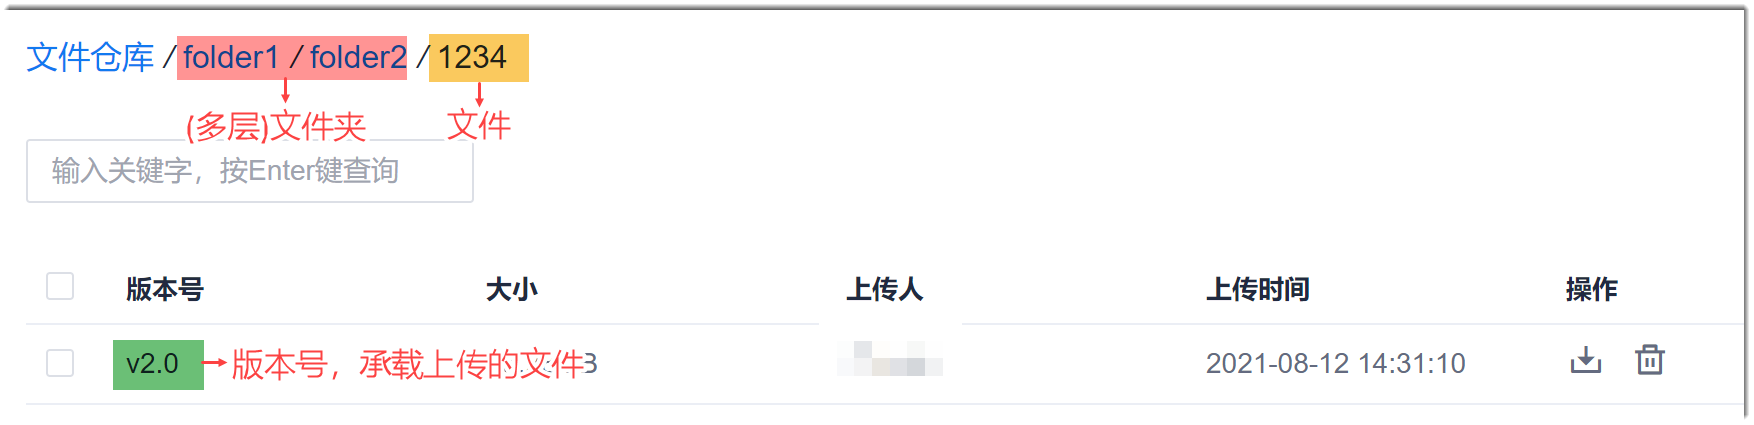 文件仓库 / folder1 / folder2 / 1234
(多层)文件夹 文件
输入关键字，按Enter键查询
版本号 大小 上传人 上传时间 操作
v2.0 版本号，承载上传的文件 2021-08-12 14:31:10